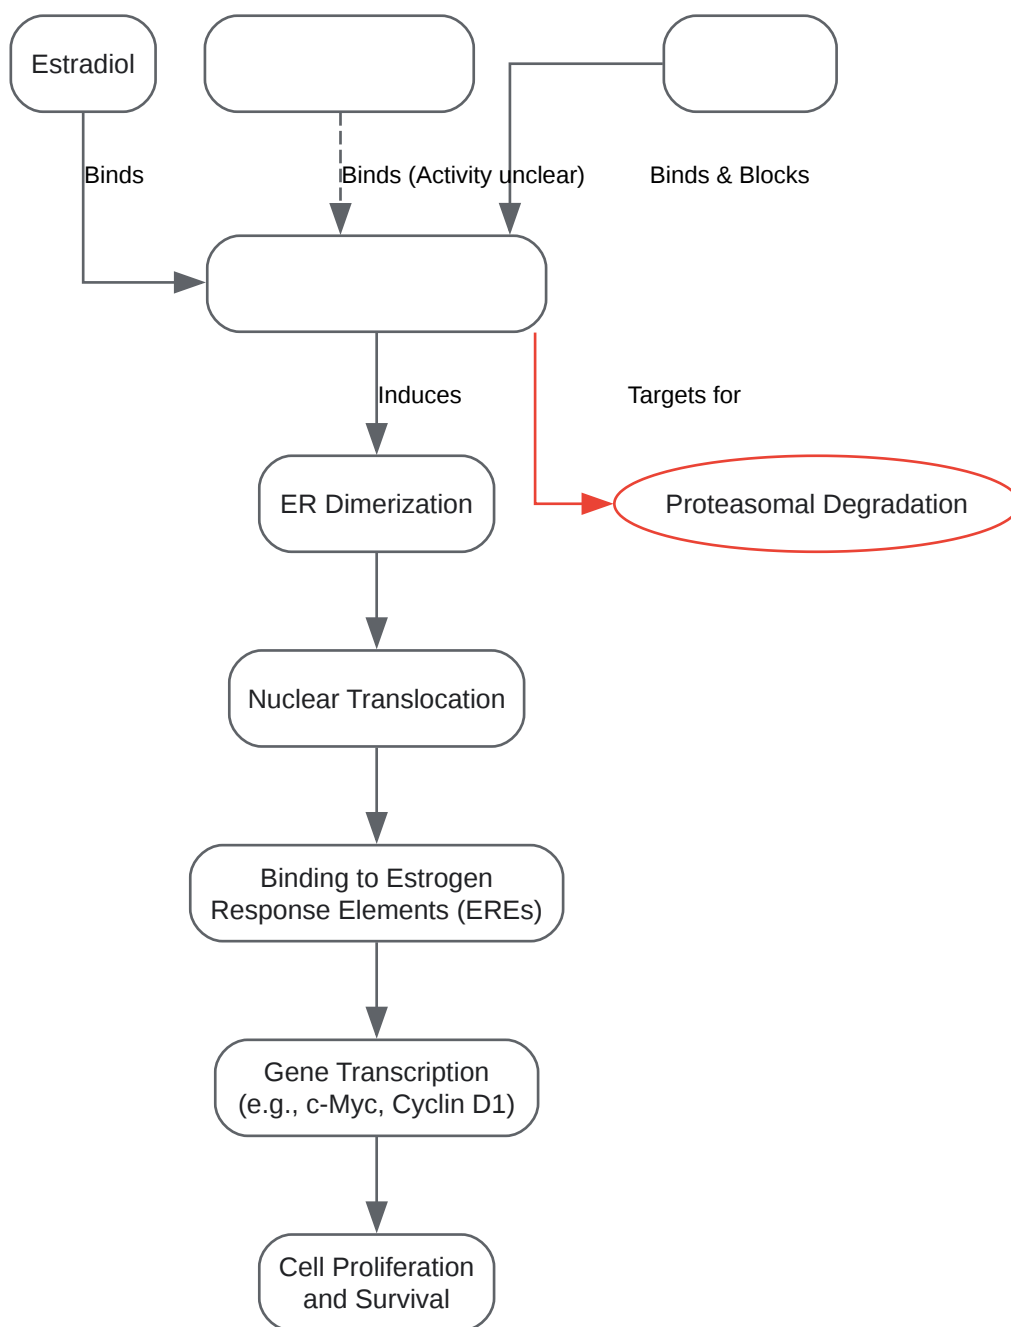 Estradiol
Binds
Binds (Activity unclear)
Binds & Blocks
Induces
Targets for
ER Dimerization
Proteasomal Degradation
Nuclear Translocation
Binding to Estrogen
Response Elements (EREs)
Gene Transcription
(e.g., c-Myc, Cyclin D1)
Cell Proliferation
and Survival